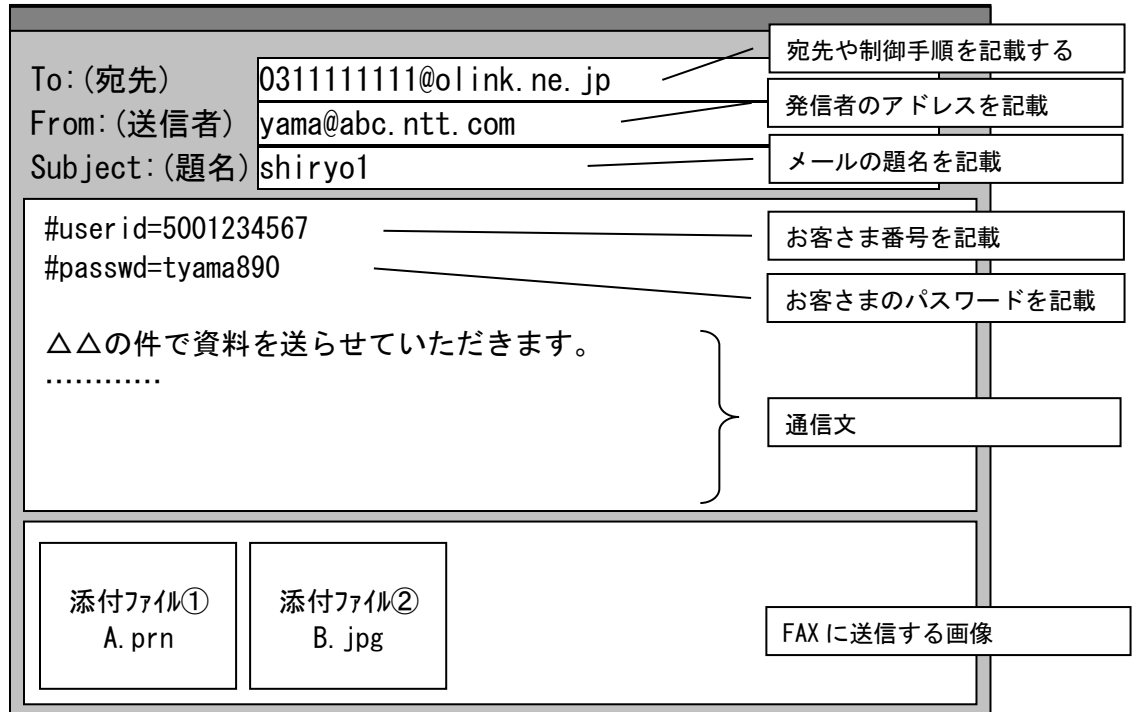 宛先や制御手順を記載する
To:(宛先) 0311111111@olink.ne.jp
発信者のアドレスを記載
From:(送信者) yama@abc.ntt.com
メールの題名を記載
Subject:(題名) shiryo1
#userid=5001234567
お客さま番号を記載
#passwd=tyama890
お客さまのパスワードを記載
△△の件で資料を送らせていただきます。
…………
通信文
添付ファイル①
A.prn
添付ファイル②
B.jpg
FAXに送信する画像